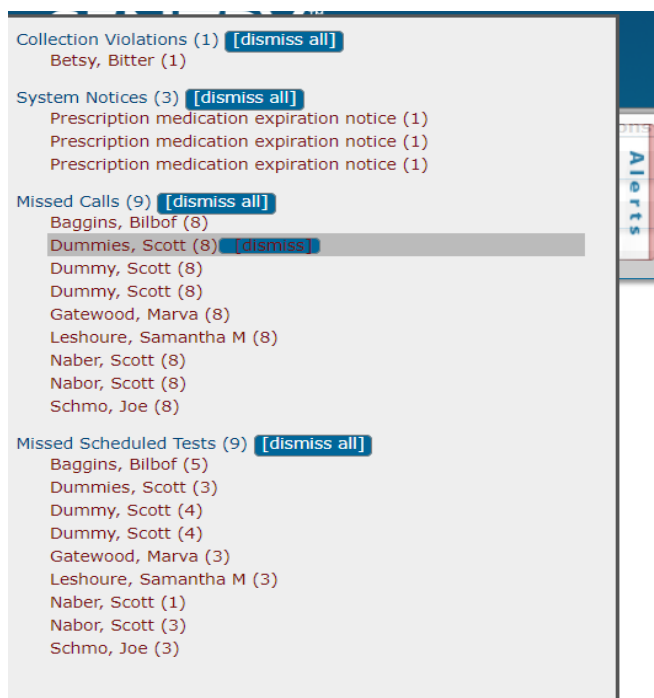 Collection Violations (1) [dismiss all]
Betsy, Bitter (1)
System Notices (3) [dismiss all]
Prescription medication expiration notice (1)
Prescription medication expiration notice (1)
Prescription medication expiration notice (1)
Missed Calls (9) [dismiss all]
Baggins, Bilbof (8)
Dummies, Scott (8) [dismiss]
Dummy, Scott (8)
Dummy, Scott (8)
Gatewood, Marva (8)
Leshoure, Samantha M (8)
Naber, Scott (8)
Nabor, Scott (8)
Schmo, Joe (8)
Missed Scheduled Tests (9) [dismiss all]
Baggins, Bilbof (5)
Dummies, Scott (3)
Dummy, Scott (4)
Dummy, Scott (4)
Gatewood, Marva (3)
Leshoure, Samantha M (3)
Naber, Scott (1)
Nabor, Scott (3)
Schmo, Joe (3)
Alerts